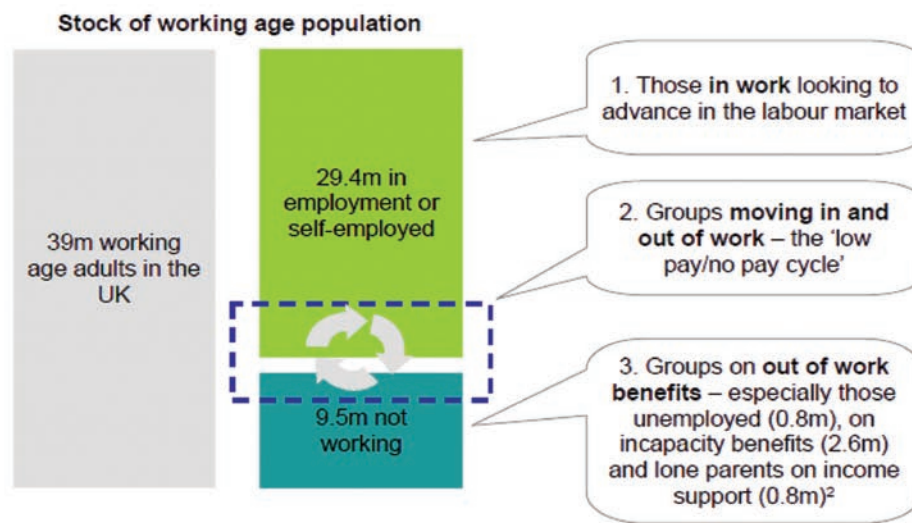 Stock of working age population
39m working
age adults in the
UK
29.4m in
employment or
self-employed
9.5m not
working
1. Those in work looking to
advance in the labour market
2. Groups moving in and
out of work – the ‘low
pay/no pay cycle’
3. Groups on out of work
benefits – especially those
unemployed (0.8m), on
incapacity benefits (2.6m)
and lone parents on income
support (0.8m)²